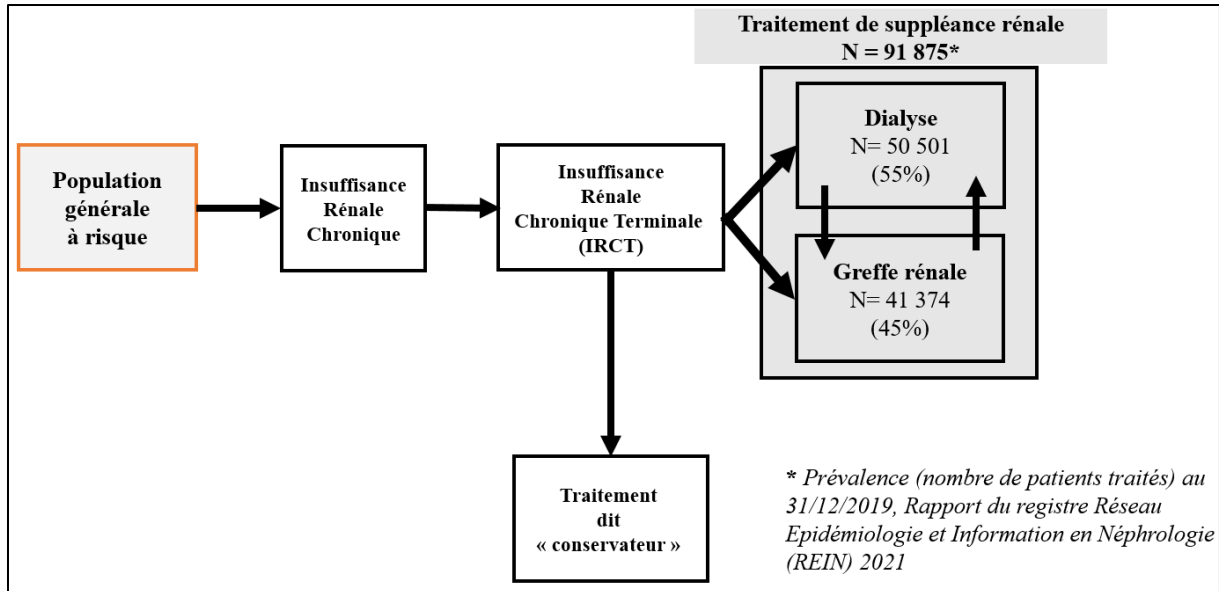 Traitement de suppléance rénale
N = 91 875*
Dialyse
N= 50 501
(55%)
Population
générale
à risque
Insuffisance
Rénale
Chronique
Insuffisance
Rénale
Chronique Terminale
(IRCT)
Greffe rénale
N= 41 374
(45%)
Traitement
dit
« conservateur »
* Prévalence (nombre de patients traités) au
31/12/2019, Rapport du registre Réseau
Epidémiologie et Information en Néphrologie
(REIN) 2021